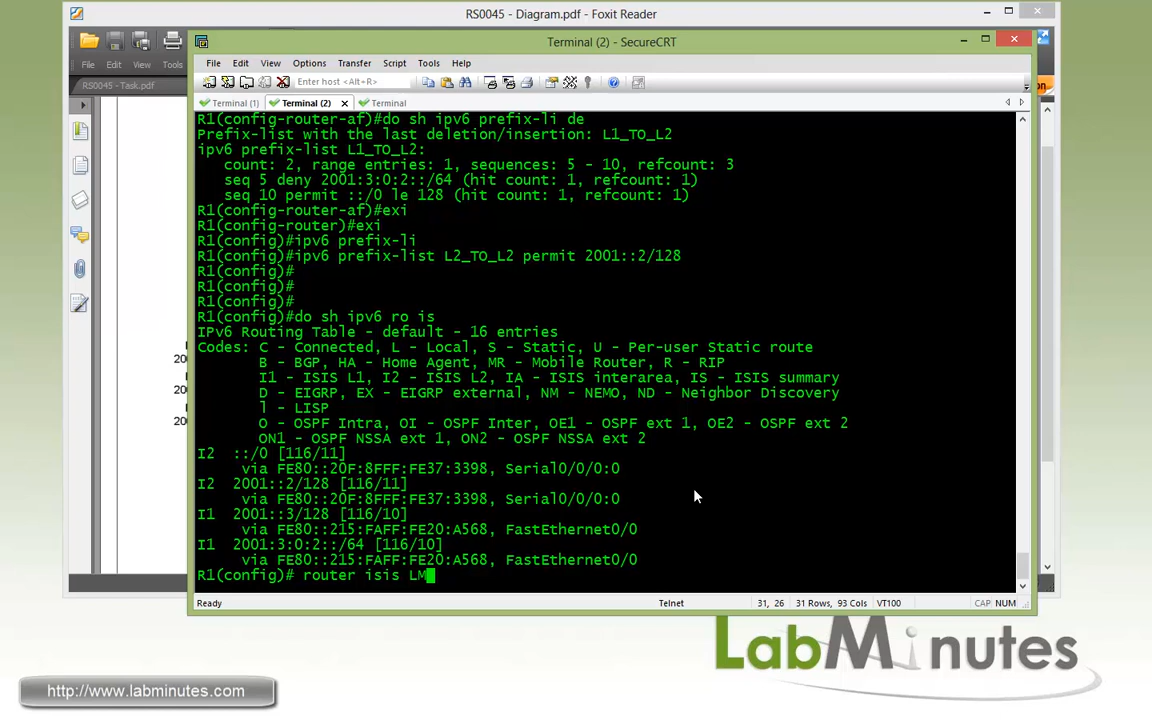 RS0045 - Diagram.pdf - Foxit Reader
File Edit View Tools
RS0045 - Task.pdf
Terminal (2) - SecureCRT
File Edit View Options Transfer Script Tools Help
Enter host <Alt+R>
Terminal (1) Terminal (2) Terminal
R1(config-router-af)#do sh ipv6 prefix-li de
Prefix-list with the last deletion/insertion: L1_TO_L2
ipv6 prefix-list L1_TO_L2:
count: 2, range entries: 1, sequences: 5 - 10, refcount: 3
seq 5 deny 2001:3:0:2::/64 (hit count: 1, refcount: 1)
seq 10 permit ::/0 le 128 (hit count: 1, refcount: 1)
R1(config-router-af)#exi
R1(config-router)#exi
R1(config)#ipv6 prefix-li
R1(config)#ipv6 prefix-list L2_TO_L2 permit 2001::2/128
R1(config)#
R1(config)#
R1(config)#
R1(config)#do sh ipv6 ro is
IPv6 Routing Table - default - 16 entries
Codes: C - Connected, L - Local, S - Static, U - Per-user Static route
B - BGP, HA - Home Agent, MR - Mobile Router, R - RIP
I1 - ISIS L1, I2 - ISIS L2, IA - ISIS interarea, IS - ISIS summary
D - EIGRP, EX - EIGRP external, NM - NEMO, ND - Neighbor Discovery
l - LISP
O - OSPF Intra, OI - OSPF Inter, OE1 - OSPF ext 1, OE2 - OSPF ext 2
ON1 - OSPF NSSA ext 1, ON2 - OSPF NSSA ext 2
I2 ::/0 [116/11]
via FE80::20F:8FFF:FE37:3398, Serial0/0/0:0
I2 2001::2/128 [116/11]
via FE80::20F:8FFF:FE37:3398, Serial0/0/0:0
I1 2001::3/128 [116/10]
via FE80::215:FAFF:FE20:A568, FastEthernet0/0
I1 2001:3:0:2::/64 [116/10]
via FE80::215:FAFF:FE20:A568, FastEthernet0/0
R1(config)# router isis LM
Ready Telnet 31, 26 31 Rows, 93 Cols VT100 CAP NUM
LabMinutes
http://www.labminutes.com